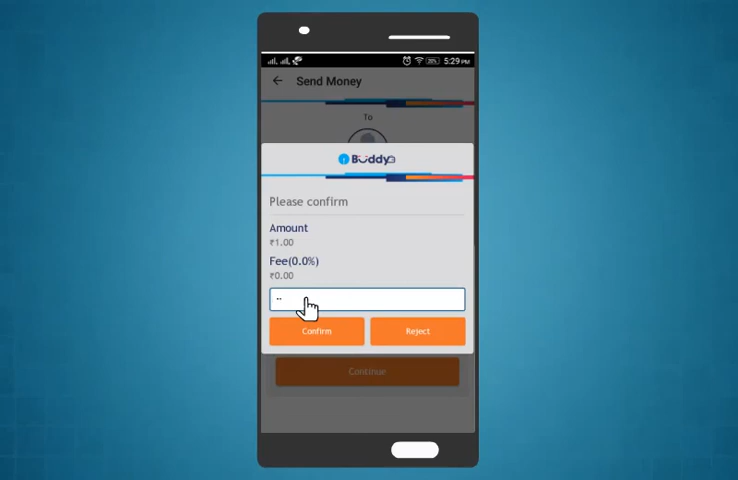 5:29 PM
Send Money
To
Buddy
Please confirm
Amount
₹1.00
Fee(0.0%)
₹0.00
Confirm
Reject
Continue